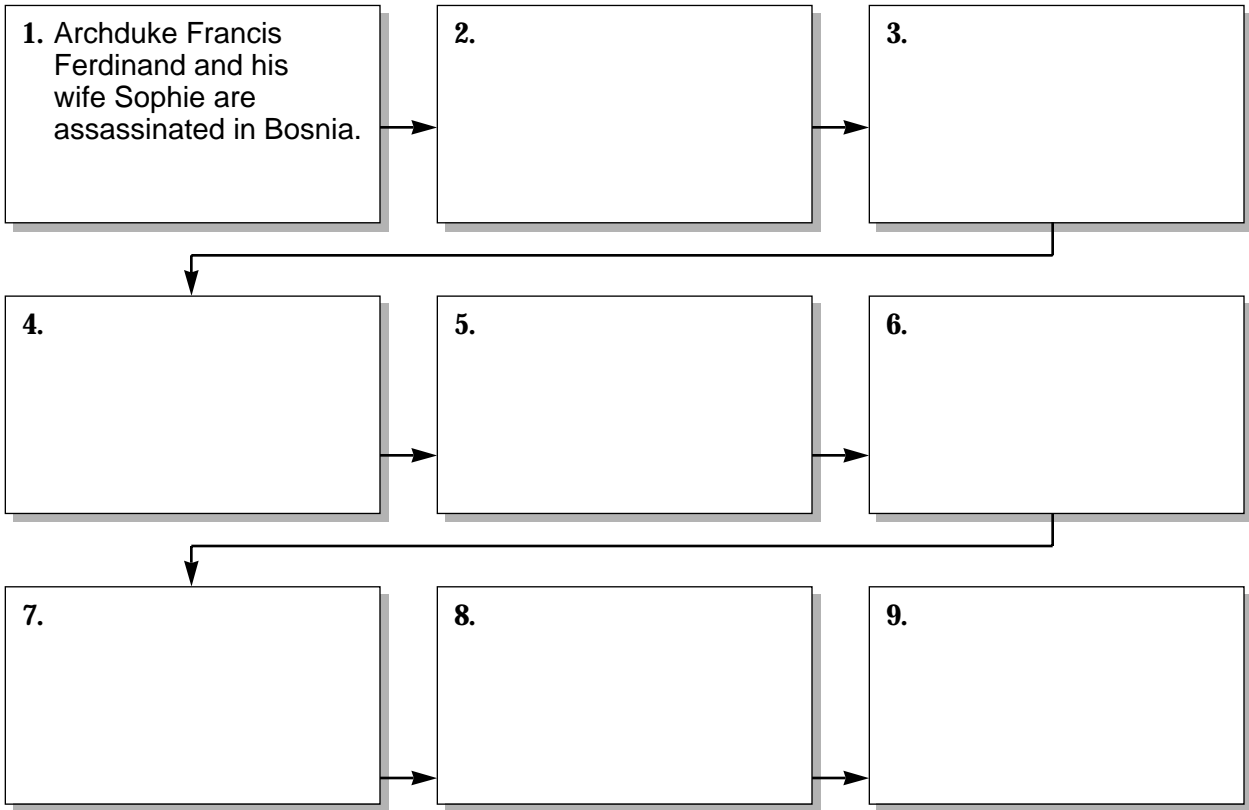 1. Archduke Francis
Ferdinand and his
wife Sophie are
assassinated in Bosnia.
2.
3.
4.
5.
6.
7.
8.
9.